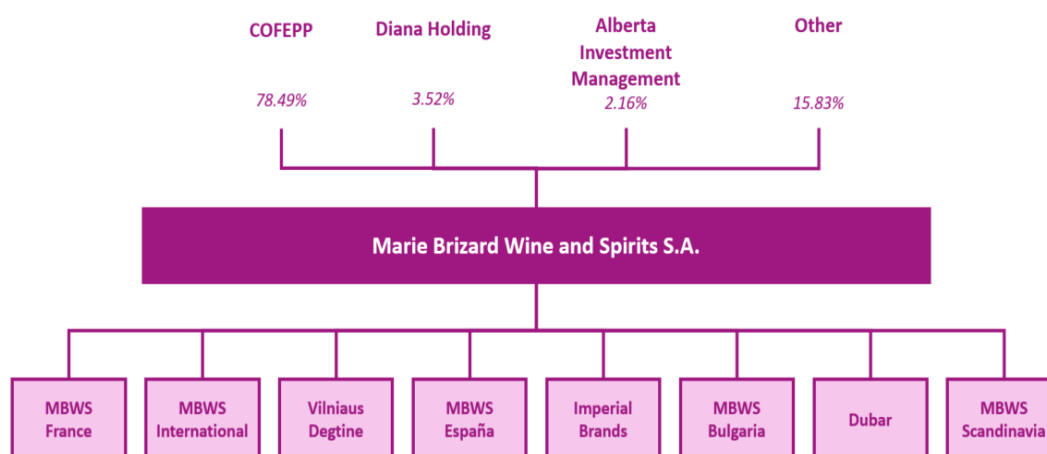 COFEPP
Diana Holding
Alberta
Investment
Management
Other
78.49%
3.52%
2.16%
15.83%
Marie Brizard Wine and Spirits S.A.
MBWS
France
MBWS
International
Vilniaus
Degtine
MBWS
España
Imperial
Brands
MBWS
Bulgaria
Dubar
MBWS
Scandinavia